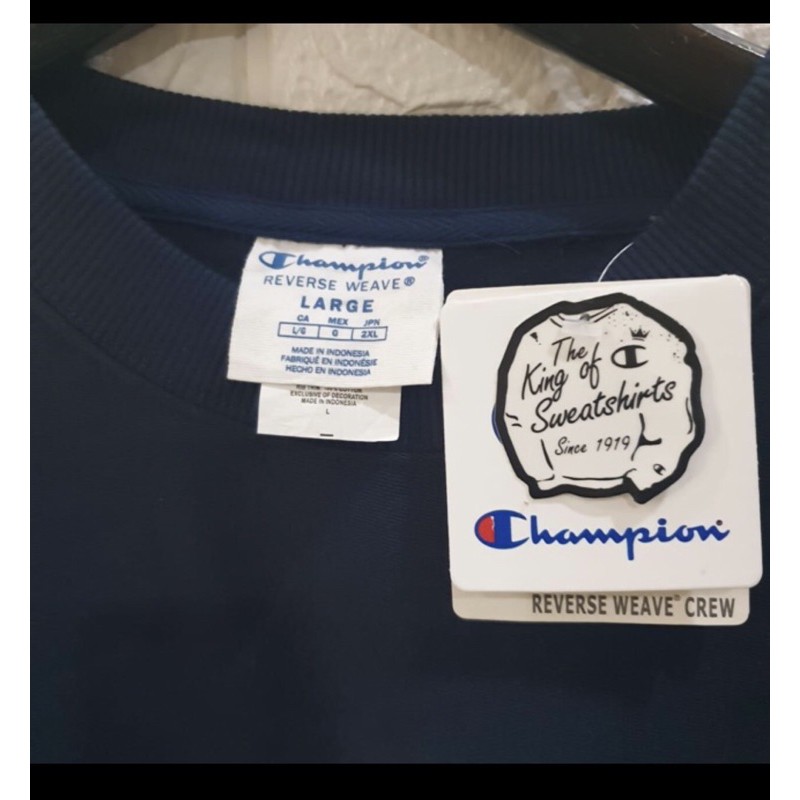 Champion®
REVERSE WEAVE®
LARGE
CA MEX JPN
L/G G 2XL
MADE IN INDONESIA
FABRIQUÉ EN INDONÉSIE
HECHO EN INDONESIA
EXCLUSIVE OF DECORATION
MADE IN INDONESIA
L
The
King of
Sweatshirts
Since 1919
Champion®
REVERSE WEAVE® CREW